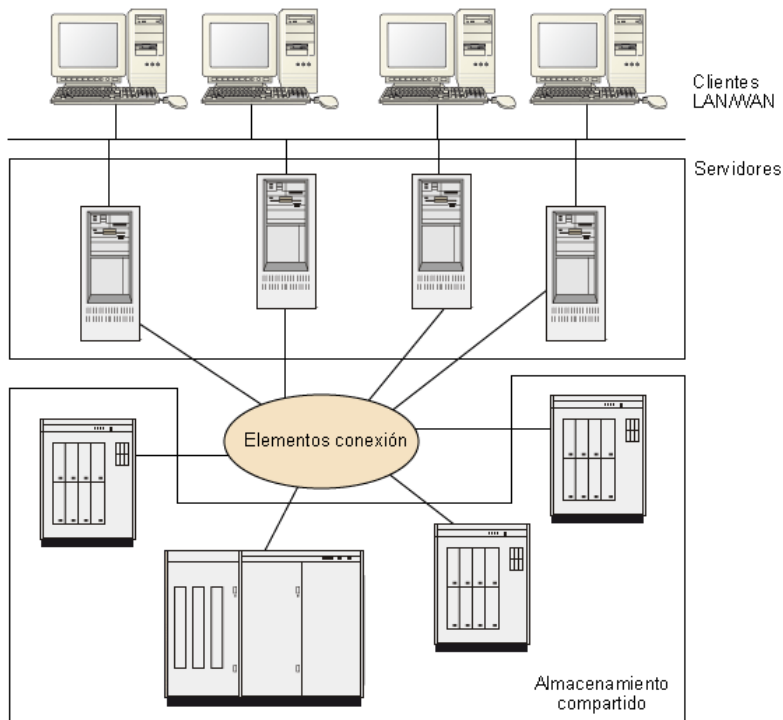 Clientes
LAN/WAN
Servidores
Elementos conexión
Almacenamiento
compartido